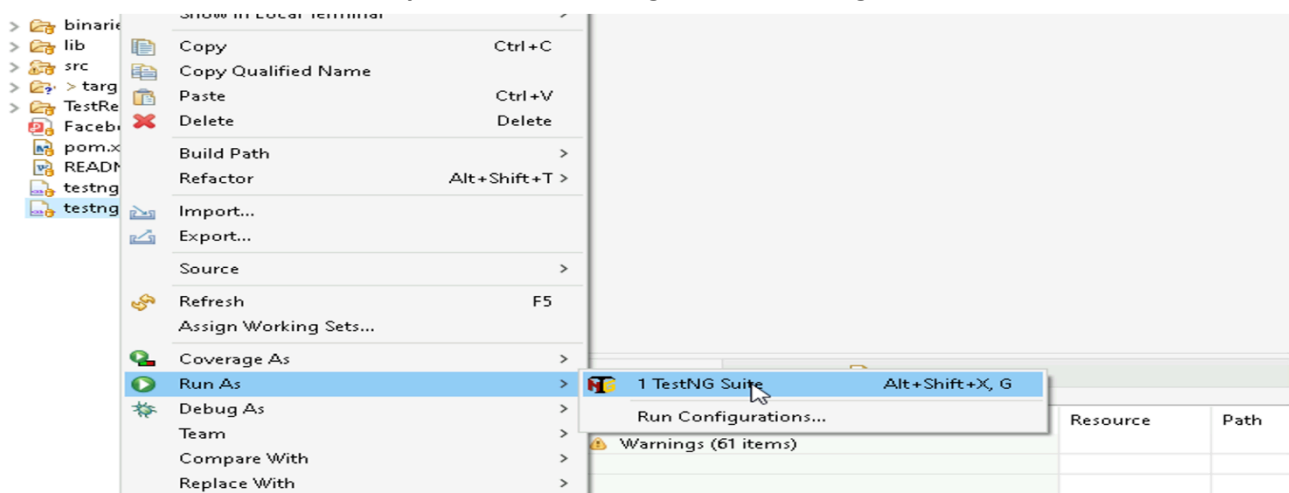 binarie
lib
src
> targ
TestRe
Facebo
pom.x
READM
testng
testng
Show In Local Terminal
Copy Ctrl+C
Copy Qualified Name
Paste Ctrl+V
Delete Delete
Build Path >
Refactor Alt+Shift+T >
Import...
Export...
Source >
Refresh F5
Assign Working Sets...
Coverage As >
Run As >
Debug As >
Team >
Compare With >
Replace With >
1 TestNG Suite Alt+Shift+X, G
Run Configurations...
Resource Path
Warnings (61 items)